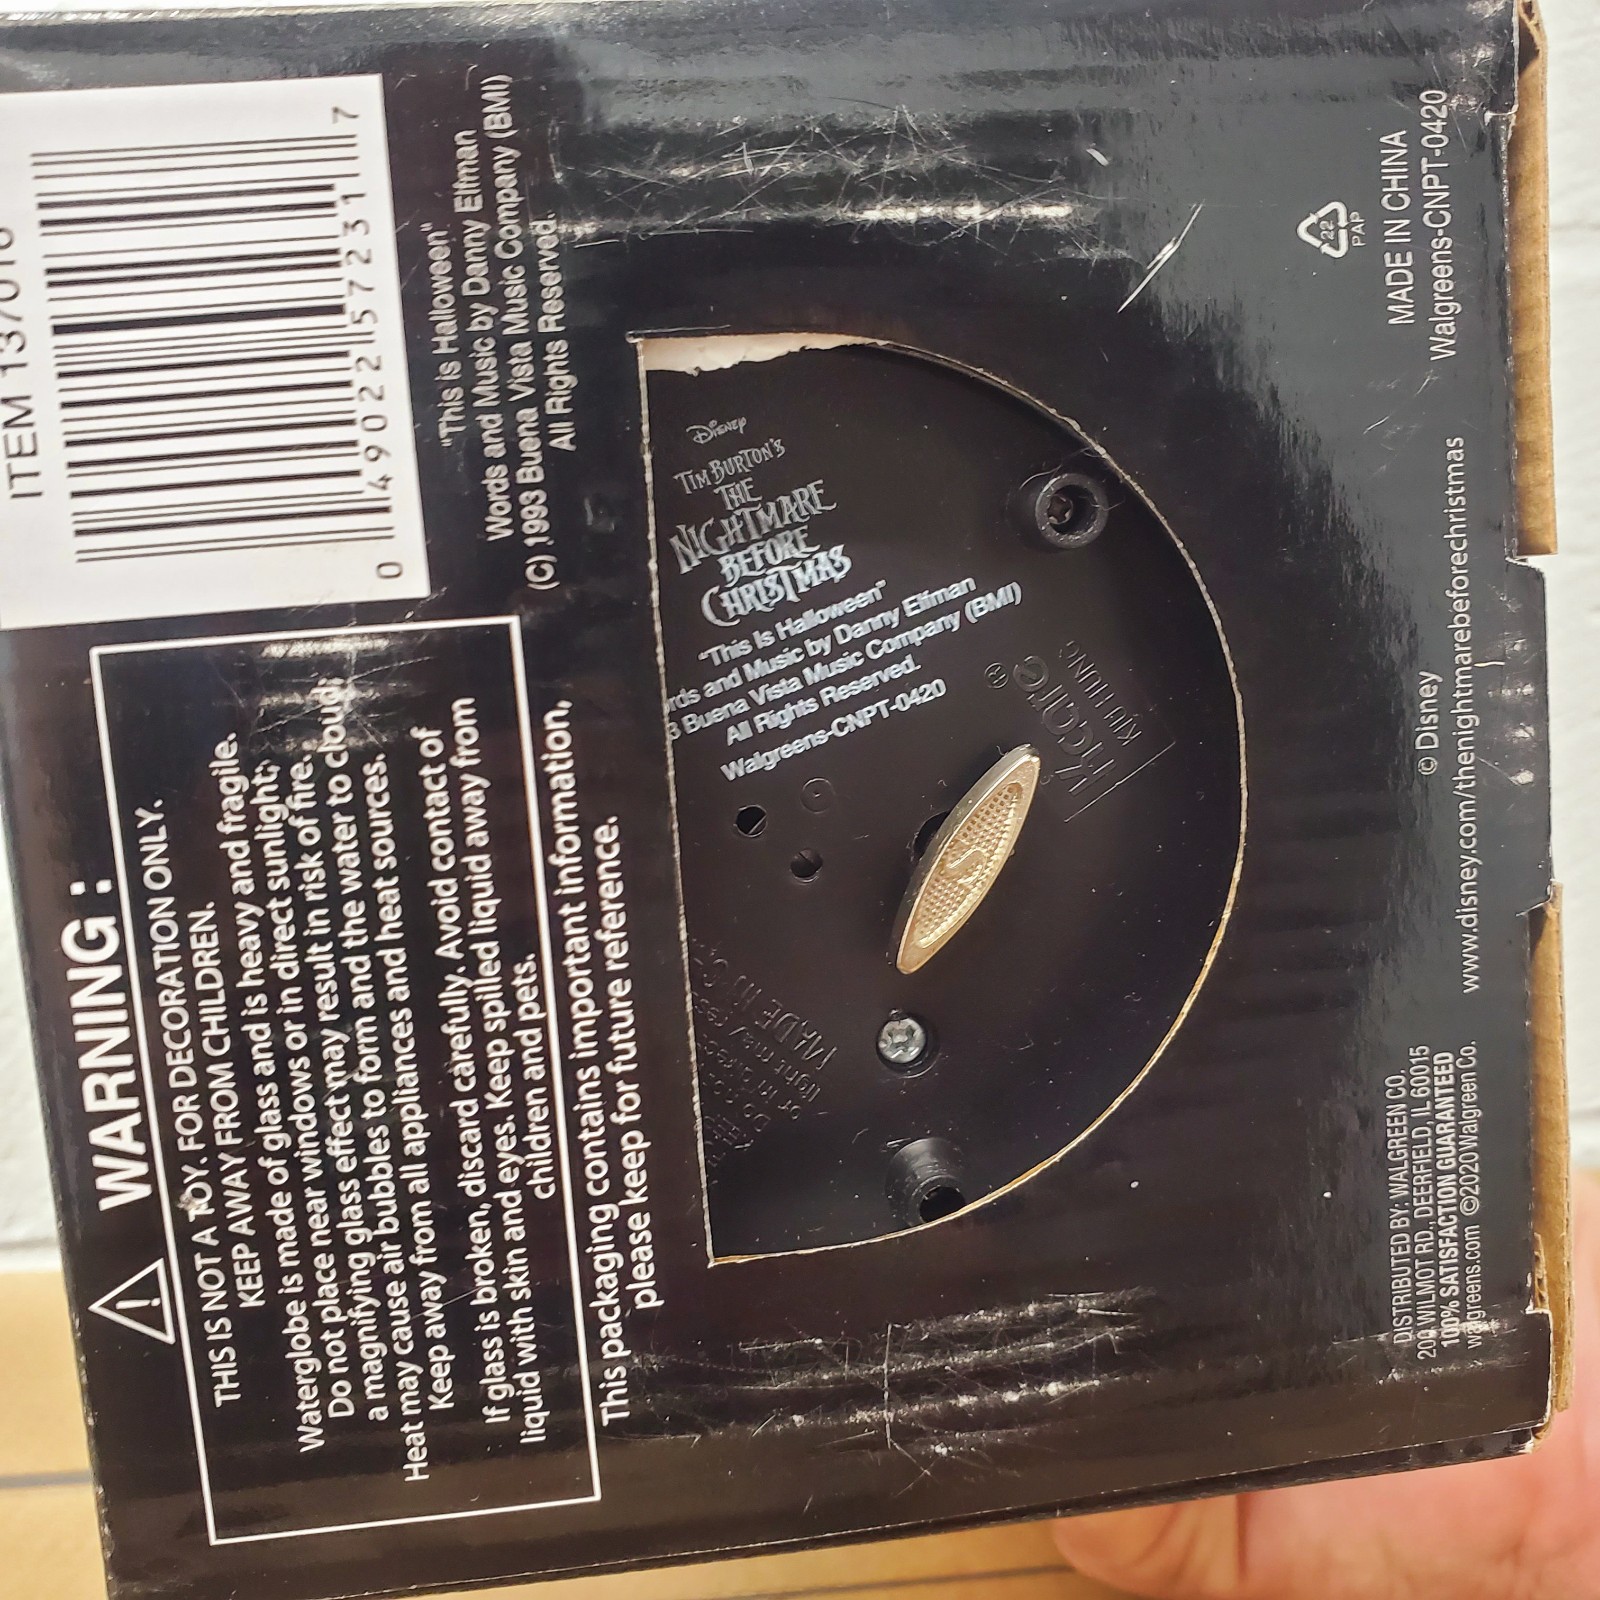 ITEM 137016
0 49022 57231 7
"This is Halloween"
Words and Music by Danny Elfman
(C) 1993 Buena Vista Music Company (BMI)
All Rights Reserved.
WARNING:
THIS IS NOT A TOY. FOR DECORATION ONLY.
KEEP AWAY FROM CHILDREN.
Waterglobe is made of glass and is heavy and fragile.
Do not place near windows or in direct sunlight;
a magnifying glass effect may result in risk of fire.
Heat may cause air bubbles to form and the water to cloud;
Keep away from all appliances and heat sources.
If glass is broken, discard carefully. Avoid contact of
liquid with skin and eyes. Keep spilled liquid away from
children and pets.
This packaging contains important information,
please keep for future reference.
Disney
TIM BURTON'S
THE
NIGHTMARE
BEFORE
CHRISTMAS
"This Is Halloween"
rds and Music by Danny Elfman
3 Buena Vista Music Company (BMI)
All Rights Reserved.
Walgreens-CNPT-0420
®
KJU HUNG
MADE IN
S
22
PAP
MADE IN CHINA
Walgreens-CNPT-0420
© Disney
www.disney.com/thenightmarebeforechristmas
DISTRIBUTED BY: WALGREEN CO.
200 WILMOT RD., DEERFIELD, IL 60015
100% SATISFACTION GUARANTEED
walgreens.com ©2020 Walgreen Co.